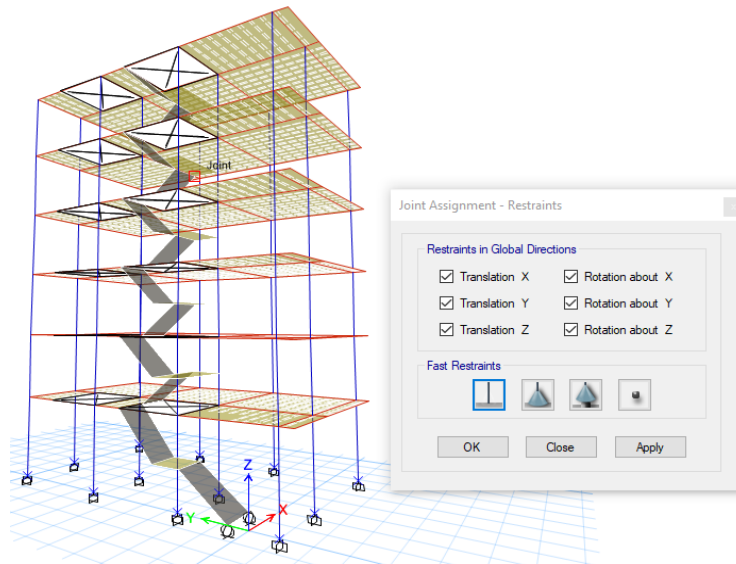 Joint
Joint Assignment - Restraints
Restraints in Global Directions
Translation X
Rotation about X
Translation Y
Rotation about Y
Translation Z
Rotation about Z
Fast Restraints
OK
Close
Apply
Z
Y
X